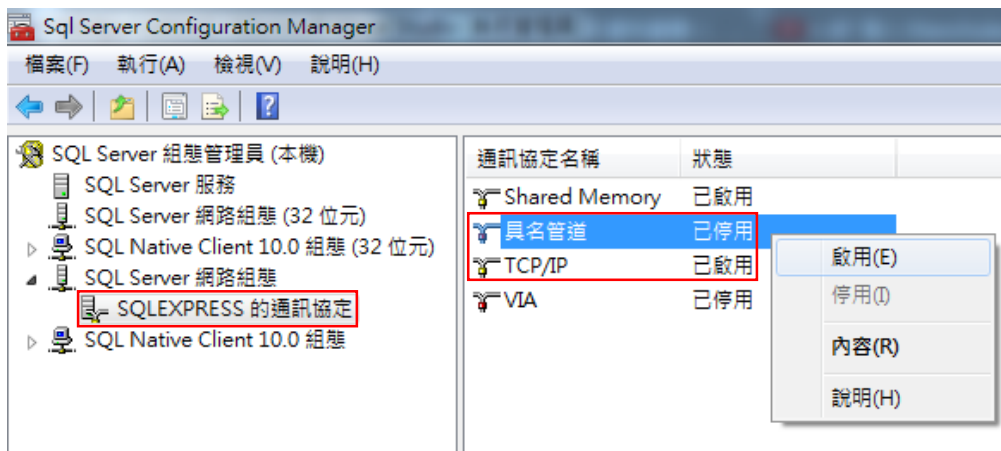 Sql Server Configuration Manager
檔案(F) 執行(A) 檢視(V) 說明(H)
SQL Server 組態管理員 (本機)
SQL Server 服務
SQL Server 網路組態 (32 位元)
SQL Native Client 10.0 組態 (32 位元)
SQL Server 網路組態
SQLEXPRESS 的通訊協定
SQL Native Client 10.0 組態
通訊協定名稱 狀態
Shared Memory 已啟用
具名管道 已停用
TCP/IP 已啟用
VIA 已停用
啟用(E)
停用(I)
內容(R)
說明(H)